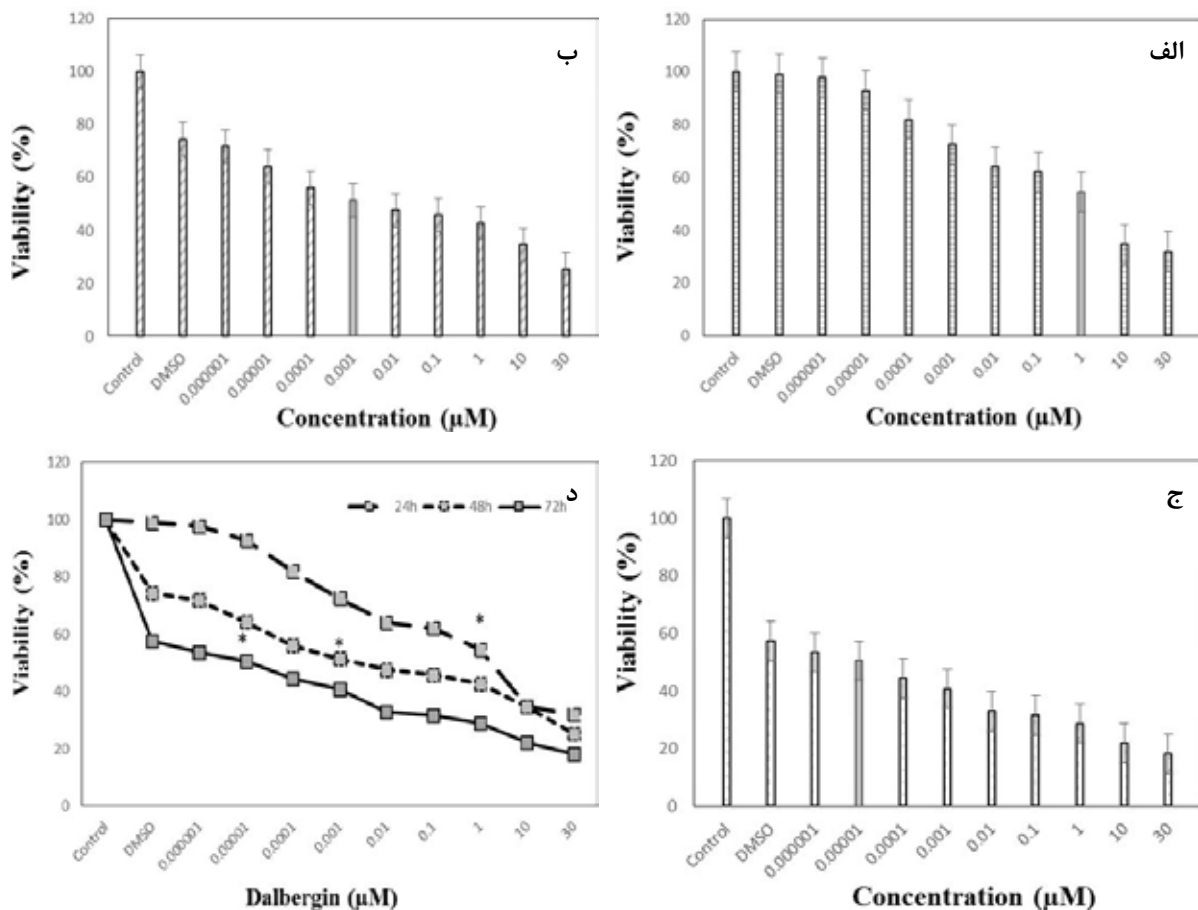 الف
120
100
80
60
40
20
0
Viability (%)
Control DMSO 0.000001 0.00001 0.0001 0.001 0.01 0.1 1 10 30
Concentration (µM)
ب
120
100
80
60
40
20
0
Viability (%)
Control DMSO 0.000001 0.00001 0.0001 0.001 0.01 0.1 1 10 30
Concentration (µM)
ج
120
100
80
60
40
20
0
Viability (%)
Control DMSO 0.000001 0.00001 0.0001 0.001 0.01 0.1 1 10 30
Concentration (µM)
د
24h 48h 72h
120
100
80
60
40
20
0
Viability (%)
* * *
Control DMSO 0.000001 0.00001 0.0001 0.001 0.01 0.1 1 10 30
Dalbergin (µM)